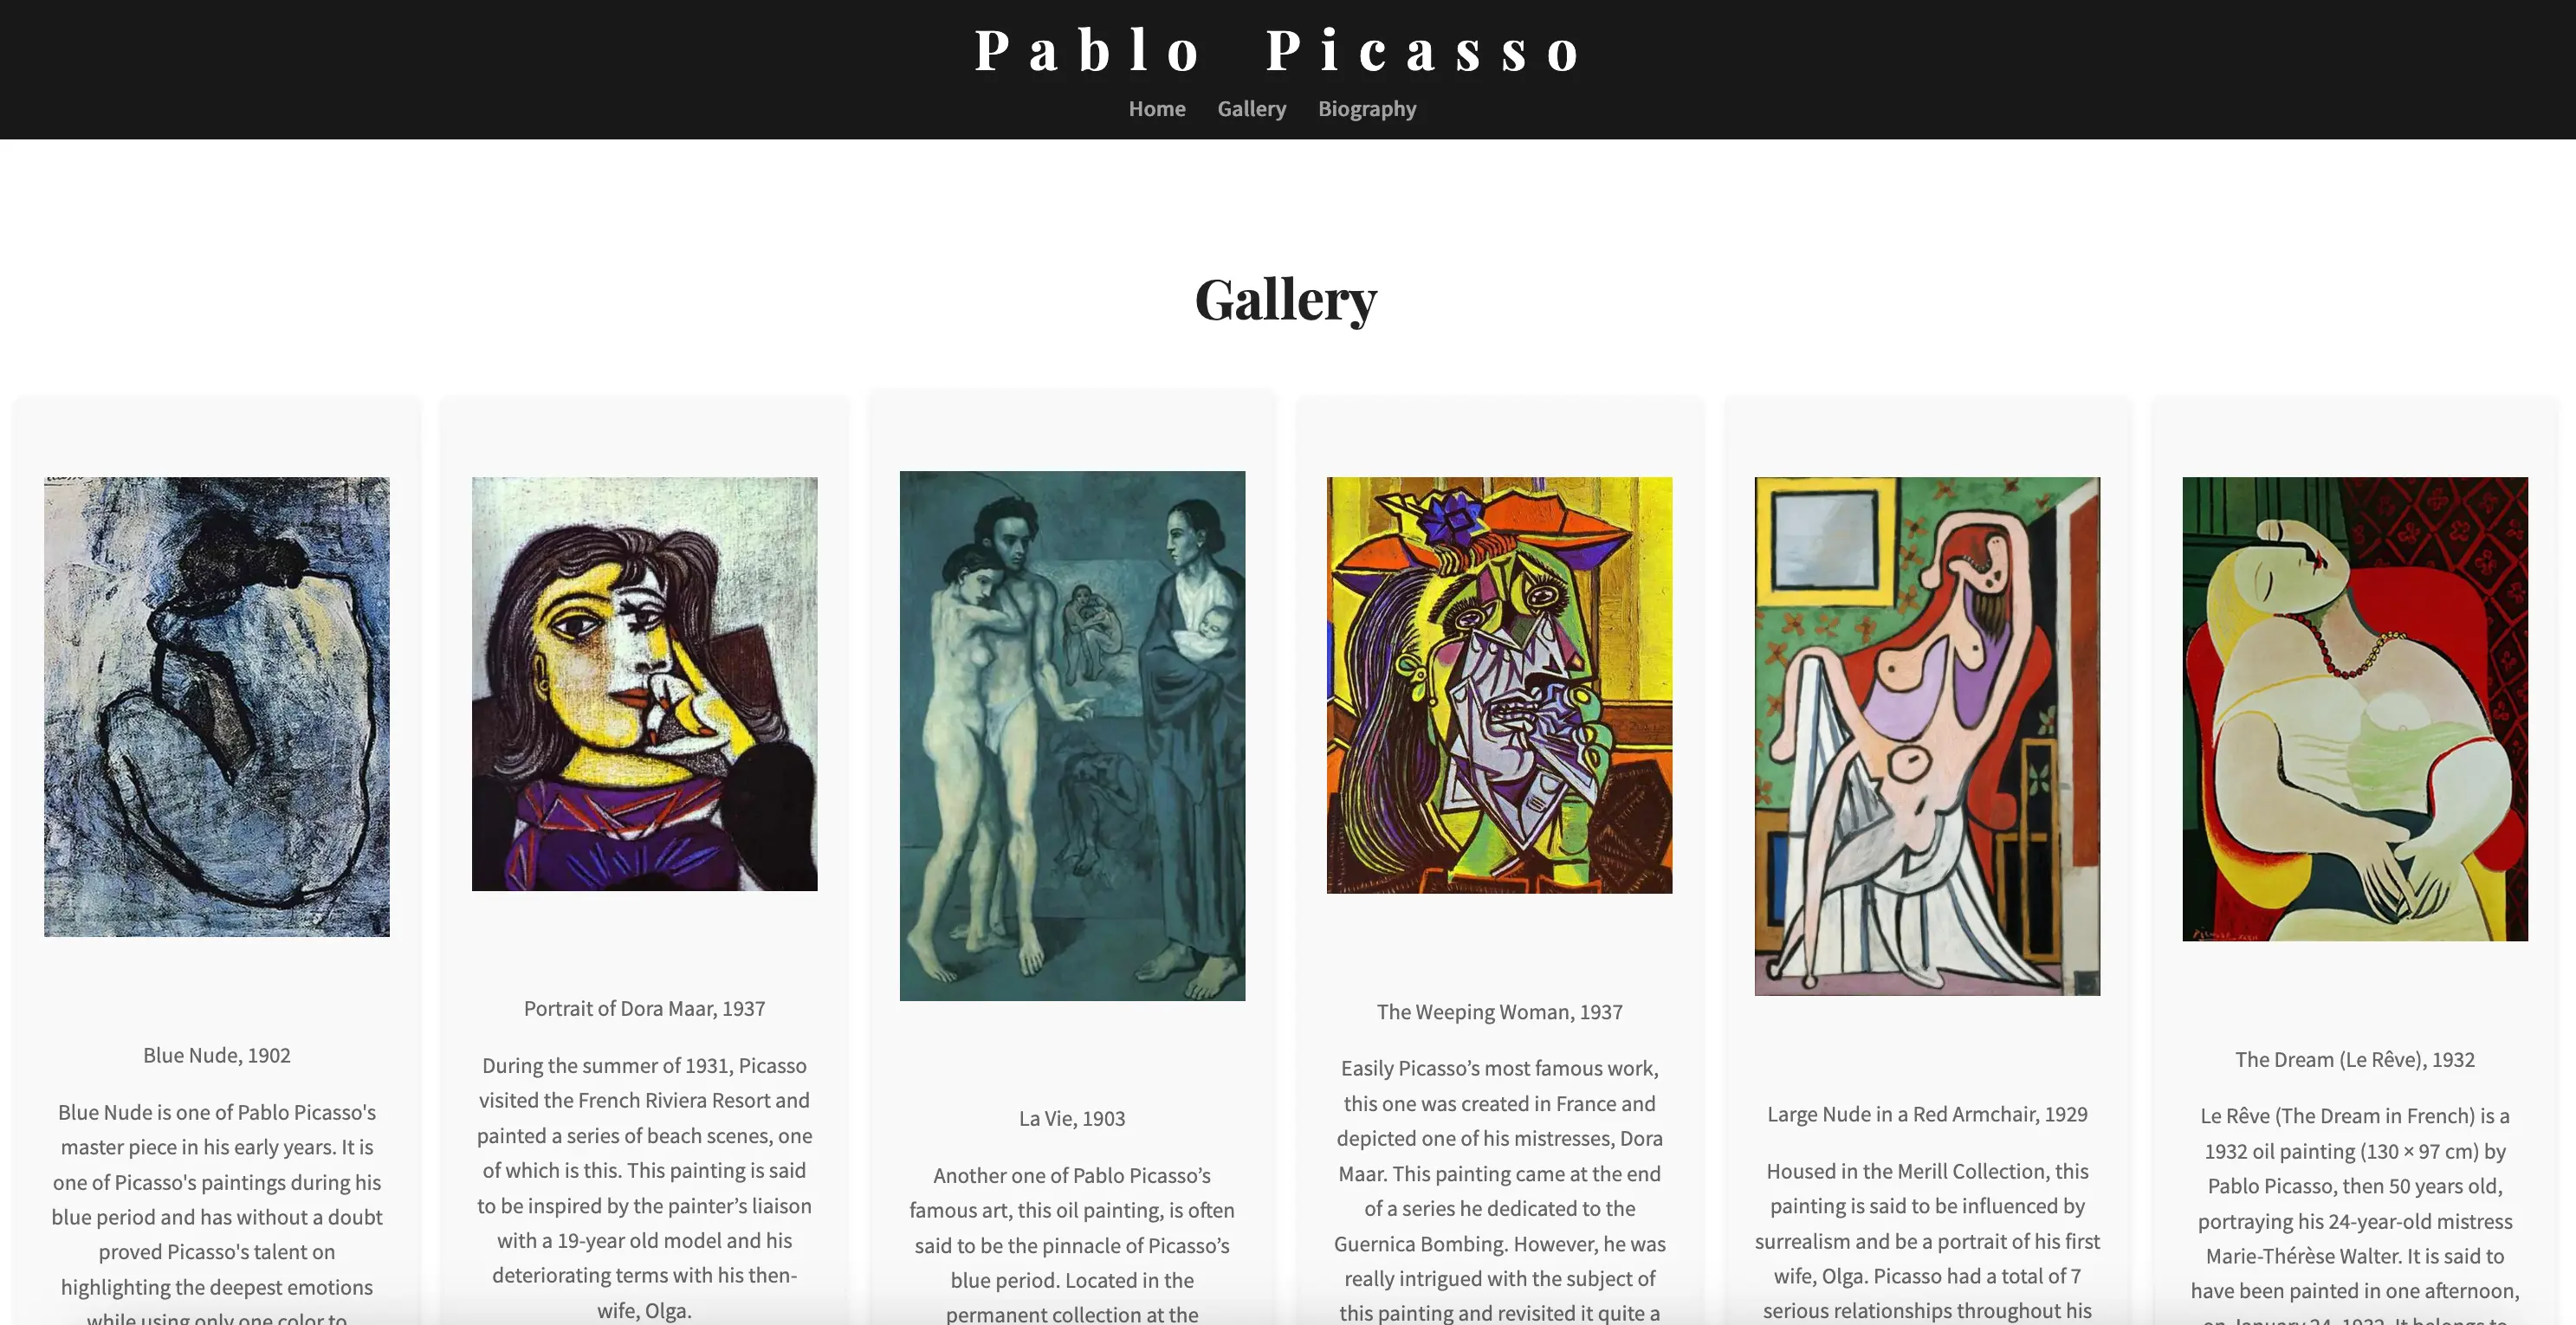 Pablo Picasso
Home Gallery Biography
Gallery
Blue Nude, 1902
Blue Nude is one of Pablo Picasso's
master piece in his early years. It is
one of Picasso's paintings during his
blue period and has without a doubt
proved Picasso's talent on
highlighting the deepest emotions
while using only one color to
Portrait of Dora Maar, 1937
During the summer of 1931, Picasso
visited the French Riviera Resort and
painted a series of beach scenes, one
of which is this. This painting is said
to be inspired by the painter’s liaison
with a 19-year old model and his
deteriorating terms with his then-
wife, Olga.
La Vie, 1903
Another one of Pablo Picasso’s
famous art, this oil painting, is often
said to be the pinnacle of Picasso’s
blue period. Located in the
permanent collection at the
The Weeping Woman, 1937
Easily Picasso’s most famous work,
this one was created in France and
depicted one of his mistresses, Dora
Maar. This painting came at the end
of a series he dedicated to the
Guernica Bombing. However, he was
really intrigued with the subject of
this painting and revisited it quite a
Large Nude in a Red Armchair, 1929
Housed in the Merill Collection, this
painting is said to be influenced by
surrealism and be a portrait of his first
wife, Olga. Picasso had a total of 7
serious relationships throughout his
The Dream (Le Rêve), 1932
Le Rêve (The Dream in French) is a
1932 oil painting (130 × 97 cm) by
Pablo Picasso, then 50 years old,
portraying his 24-year-old mistress
Marie-Thérèse Walter. It is said to
have been painted in one afternoon,
on January 24, 1932. It belongs to